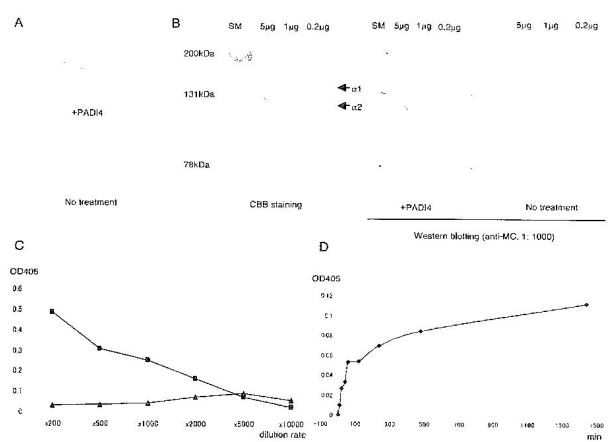 A
+PADI4
No treatment
B
SM 5μg 1μg 0.2μg SM 5μg 1μg 0.2μg 5μg 1μg 0.2μg
200kDa
131kDa
78kDa
α1
α2
CBB staining
+PADI4 No treatment
Western blotting (anti-MC, 1: 1000)
C
OD405
0.6
0.5
0.4
0.3
0.2
0.1
0
x200 x500 x1000 x2000 x5000 x10000
dilution rate
D
OD405
0.12
0.1
0.08
0.06
0.04
0.02
0
-100 100 300 500 700 900 1100 1300 1500
min